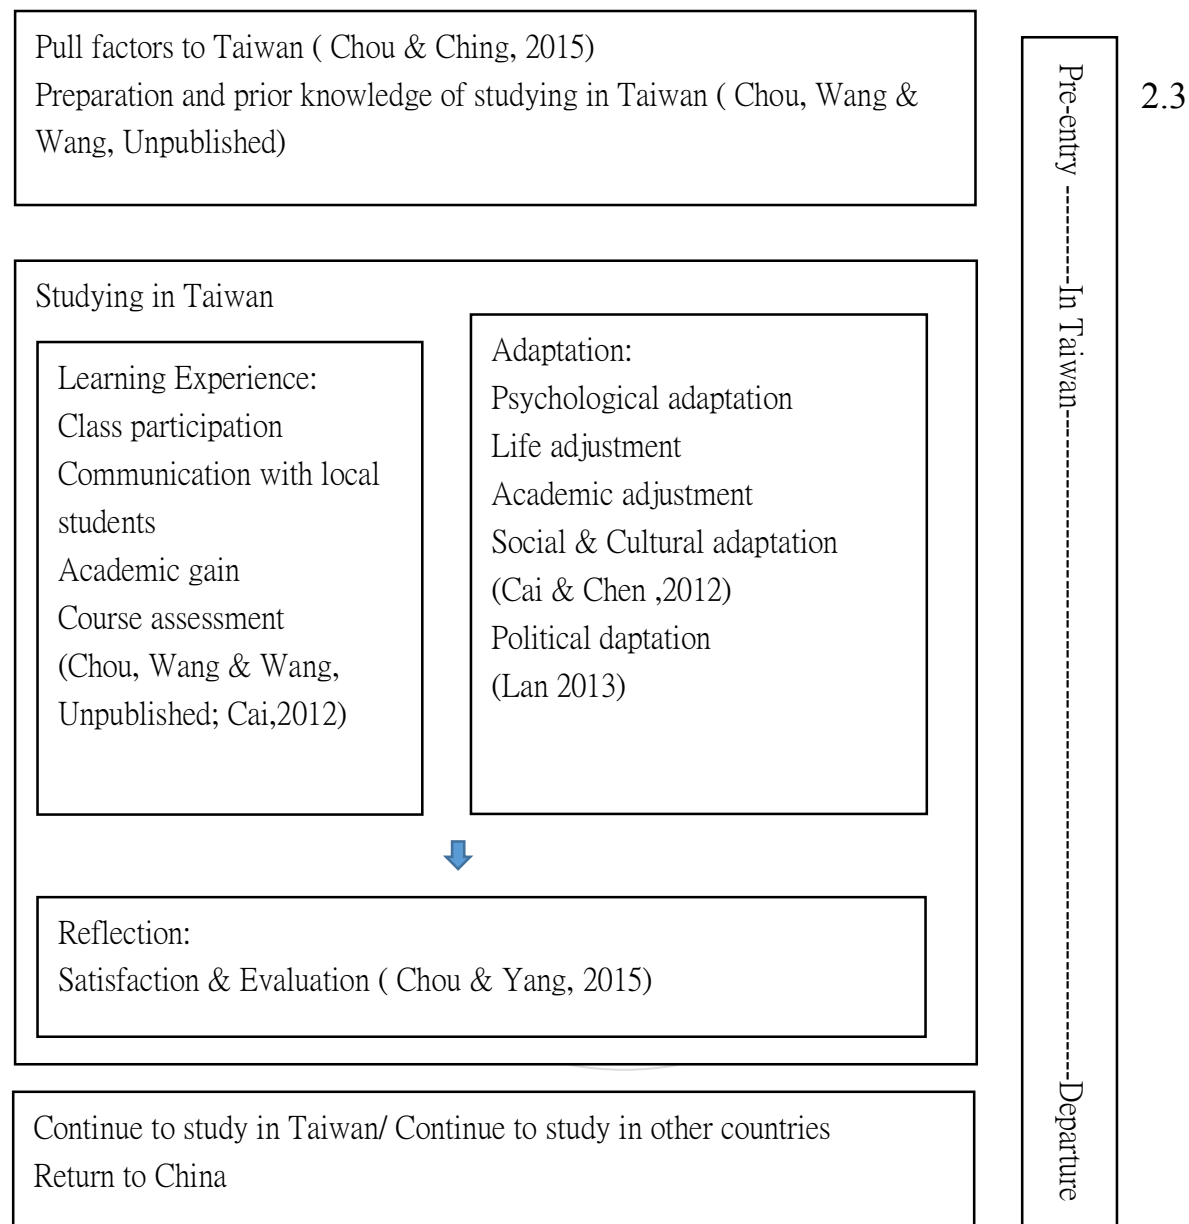 Pull factors to Taiwan ( Chou & Ching, 2015)
Preparation and prior knowledge of studying in Taiwan ( Chou, Wang &
Wang, Unpublished)
2.3
Studying in Taiwan
Learning Experience:
Class participation
Communication with local
students
Academic gain
Course assessment
(Chou, Wang & Wang,
Unpublished; Cai,2012)
Adaptation:
Psychological adaptation
Life adjustment
Academic adjustment
Social & Cultural adaptation
(Cai & Chen ,2012)
Political daptation
(Lan 2013)
Reflection:
Satisfaction & Evaluation ( Chou & Yang, 2015)
Continue to study in Taiwan/ Continue to study in other countries
Return to China
Pre-entry ----------In Taiwan--------------------------------------------------------Departure